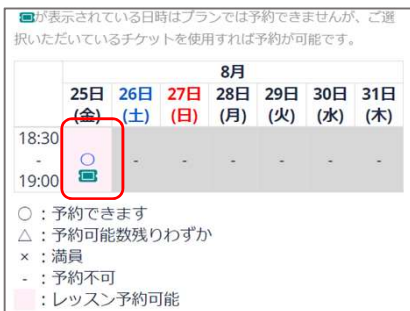 が表示されている日時はプランでは予約できませんが、ご選
択いただいているチケットを使用すれば予約が可能です。
8月
25日 26日 27日 28日 29日 30日 31日
(金) (土) (日) (月) (火) (水) (木)
18:30
- ○ - - - - - -
19:00
○：予約できます
△：予約可能数残りわずか
×：満員
-：予約不可
：レッスン予約可能